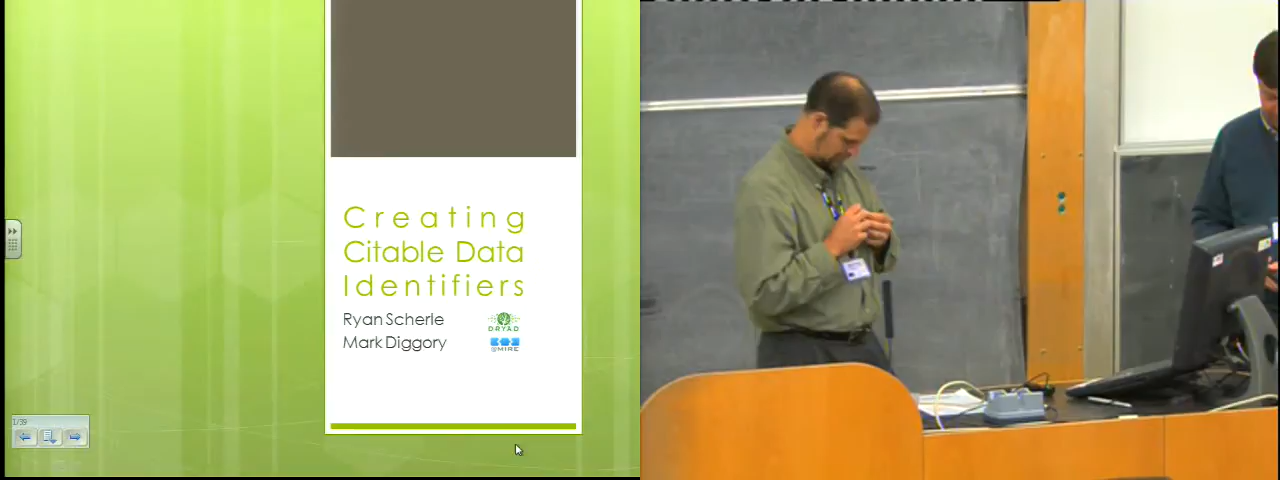 Creating
Citable Data
Identifiers
Ryan Scherle
DRYAD
Mark Diggory
@MIRE
1/39